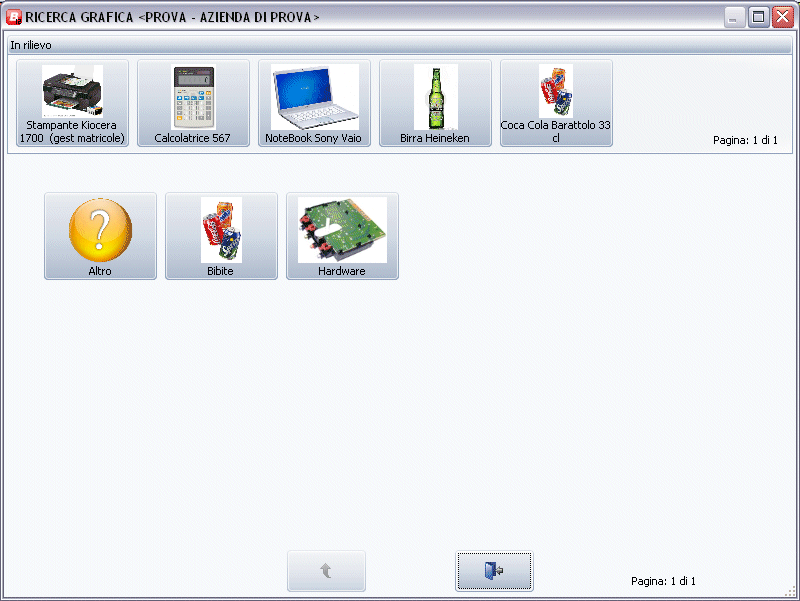 RICERCA GRAFICA <PROVA - AZIENDA DI PROVA>
In rilievo
Stampante Kiocera
1700 (gest matricole)
Calcolatrice 567
NoteBook Sony Vaio
Birra Heineken
Coca Cola Barattolo 33
cl
Pagina: 1 di 1
?
Altro
Bibite
Hardware
Pagina: 1 di 1